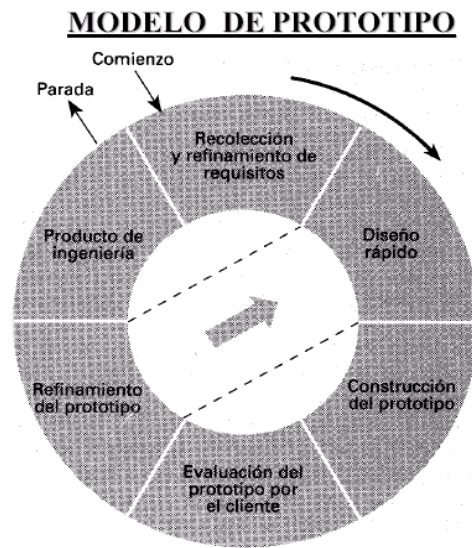 MODELO DE PROTOTIPO
Comienzo
Parada
Recolección
y refinamiento de
requisitos
Diseño
rápido
Construcción
del prototipo
Evaluación del
prototipo por
el cliente
Refinamiento
del prototipo
Producto de
ingeniería